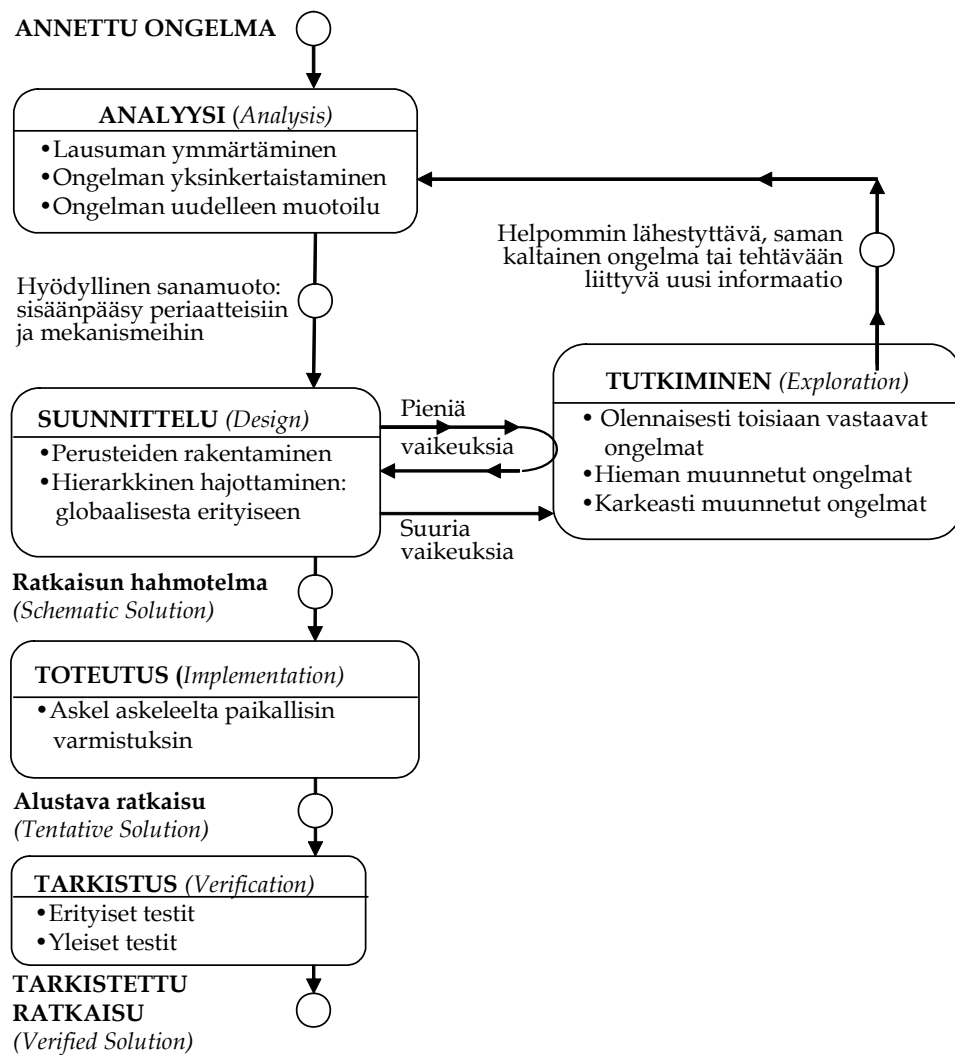 ANNETTU ONGELMA
ANALYYSI (Analysis)
•Lausuman ymmärtäminen
•Ongelman yksinkertaistaminen
•Ongelman uudelleen muotoilu
Helpommin lähestyttävä, saman
kaltainen ongelma tai tehtävään
liittyvä uusi informaatio
Hyödyllinen sanamuoto:
sisäänpääsy periaatteisiin
ja mekanismeihin
TUTKIMINEN (Exploration)
• Olennaisesti toisiaan vastaavat
ongelmat
•Hieman muunnetut ongelmat
•Karkeasti muunnetut ongelmat
SUUNNITTELU (Design)
•Perusteiden rakentaminen
•Hierarkkinen hajottaminen:
globaalisesta erityiseen
Pieniä
vaikeuksia
Suuria
vaikeuksia
Ratkaisun hahmotelma
(Schematic Solution)
TOTEUTUS (Implementation)
•Askel askeleelta paikallisin
varmistuksin
Alustava ratkaisu
(Tentative Solution)
TARKISTUS (Verification)
•Erityiset testit
•Yleiset testit
TARKISTETTU
RATKAISU
(Verified Solution)